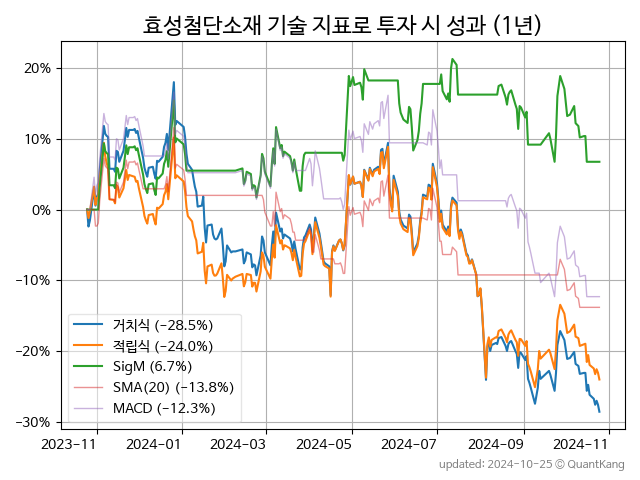 효성첨단소재 기술 지표로 투자 시 성과 (1년)
20%
10%
0%
−10%
−20%
−30%
거치식 (−28.5%)
적립식 (−24.0%)
SigM (6.7%)
SMA(20) (−13.8%)
MACD (−12.3%)
2023-11
2024-01
2024-03
2024-05
2024-07
2024-09
2024-11
updated: 2024-10-25 © QuantKang